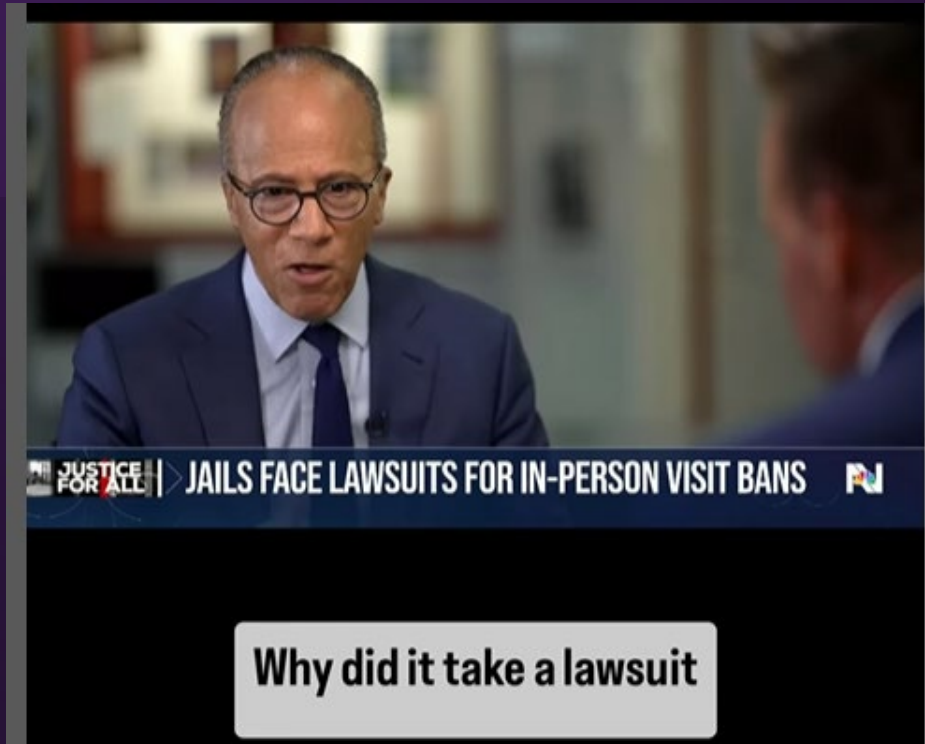 JUSTICE
FOR ALL
JAILS FACE LAWSUITS FOR IN-PERSON VISIT BANS
N
Why did it take a lawsuit